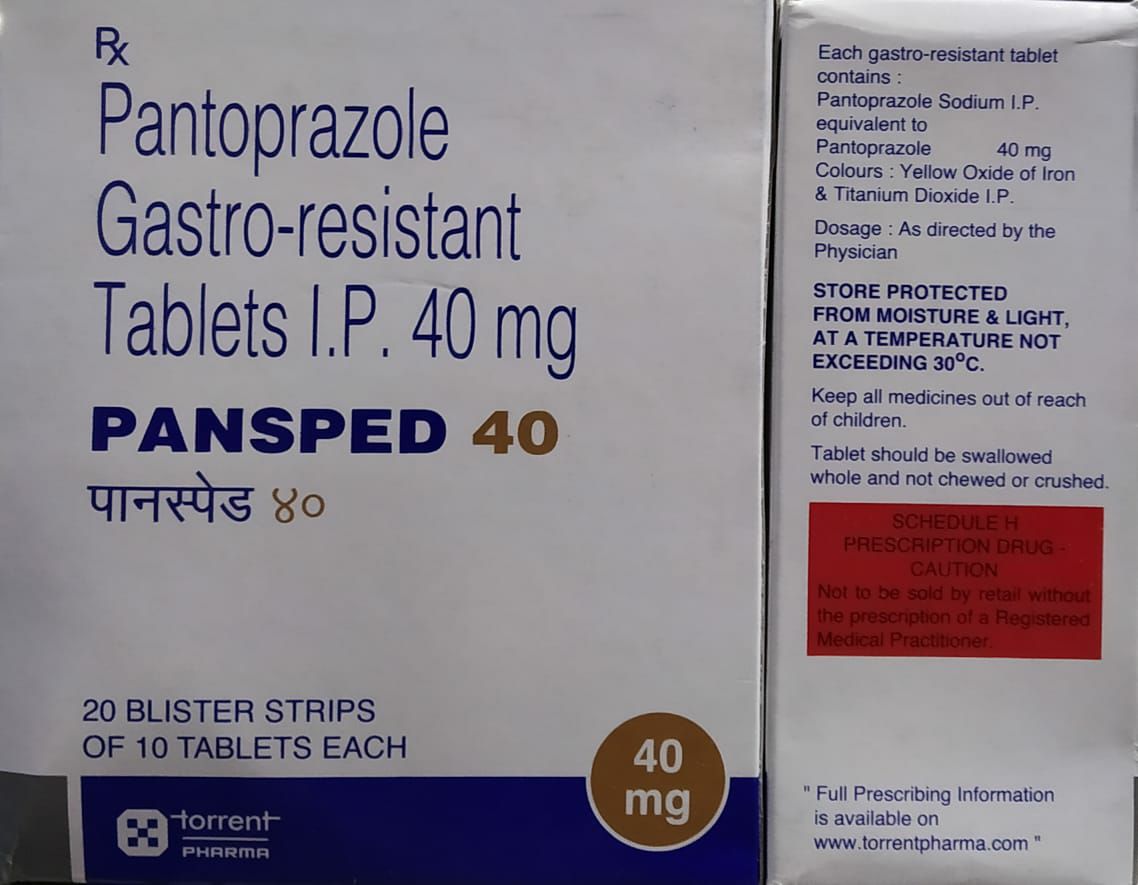 Rx
Pantoprazole
Gastro-resistant
Tablets I.P. 40 mg
PANSPED 40
पानस्पेड ४०
20 BLISTER STRIPS
OF 10 TABLETS EACH
40
mg
torrent
PHARMA
Each gastro-resistant tablet
contains :
Pantoprazole Sodium I.P.
equivalent to
Pantoprazole 40 mg
Colours : Yellow Oxide of Iron
& Titanium Dioxide I.P.
Dosage : As directed by the
Physician
STORE PROTECTED
FROM MOISTURE & LIGHT,
AT A TEMPERATURE NOT
EXCEEDING 30°C.
Keep all medicines out of reach
of children.
Tablet should be swallowed
whole and not chewed or crushed.
SCHEDULE H
PRESCRIPTION DRUG -
CAUTION
Not to be sold by retail without
the prescription of a Registered
Medical Practitioner.
" Full Prescribing Information
is available on
www.torrentpharma.com "